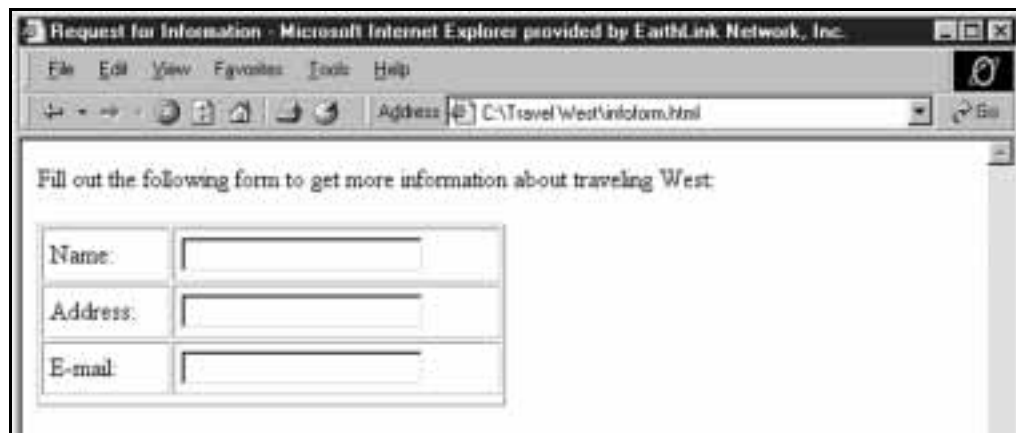 Request for Information - Microsoft Internet Explorer provided by EarthLink Network, Inc.
File Edit View Favorites Tools Help
Address C:\Travel West\infoform.html Go
Fill out the following form to get more information about traveling West:
Name:
Address:
E-mail: